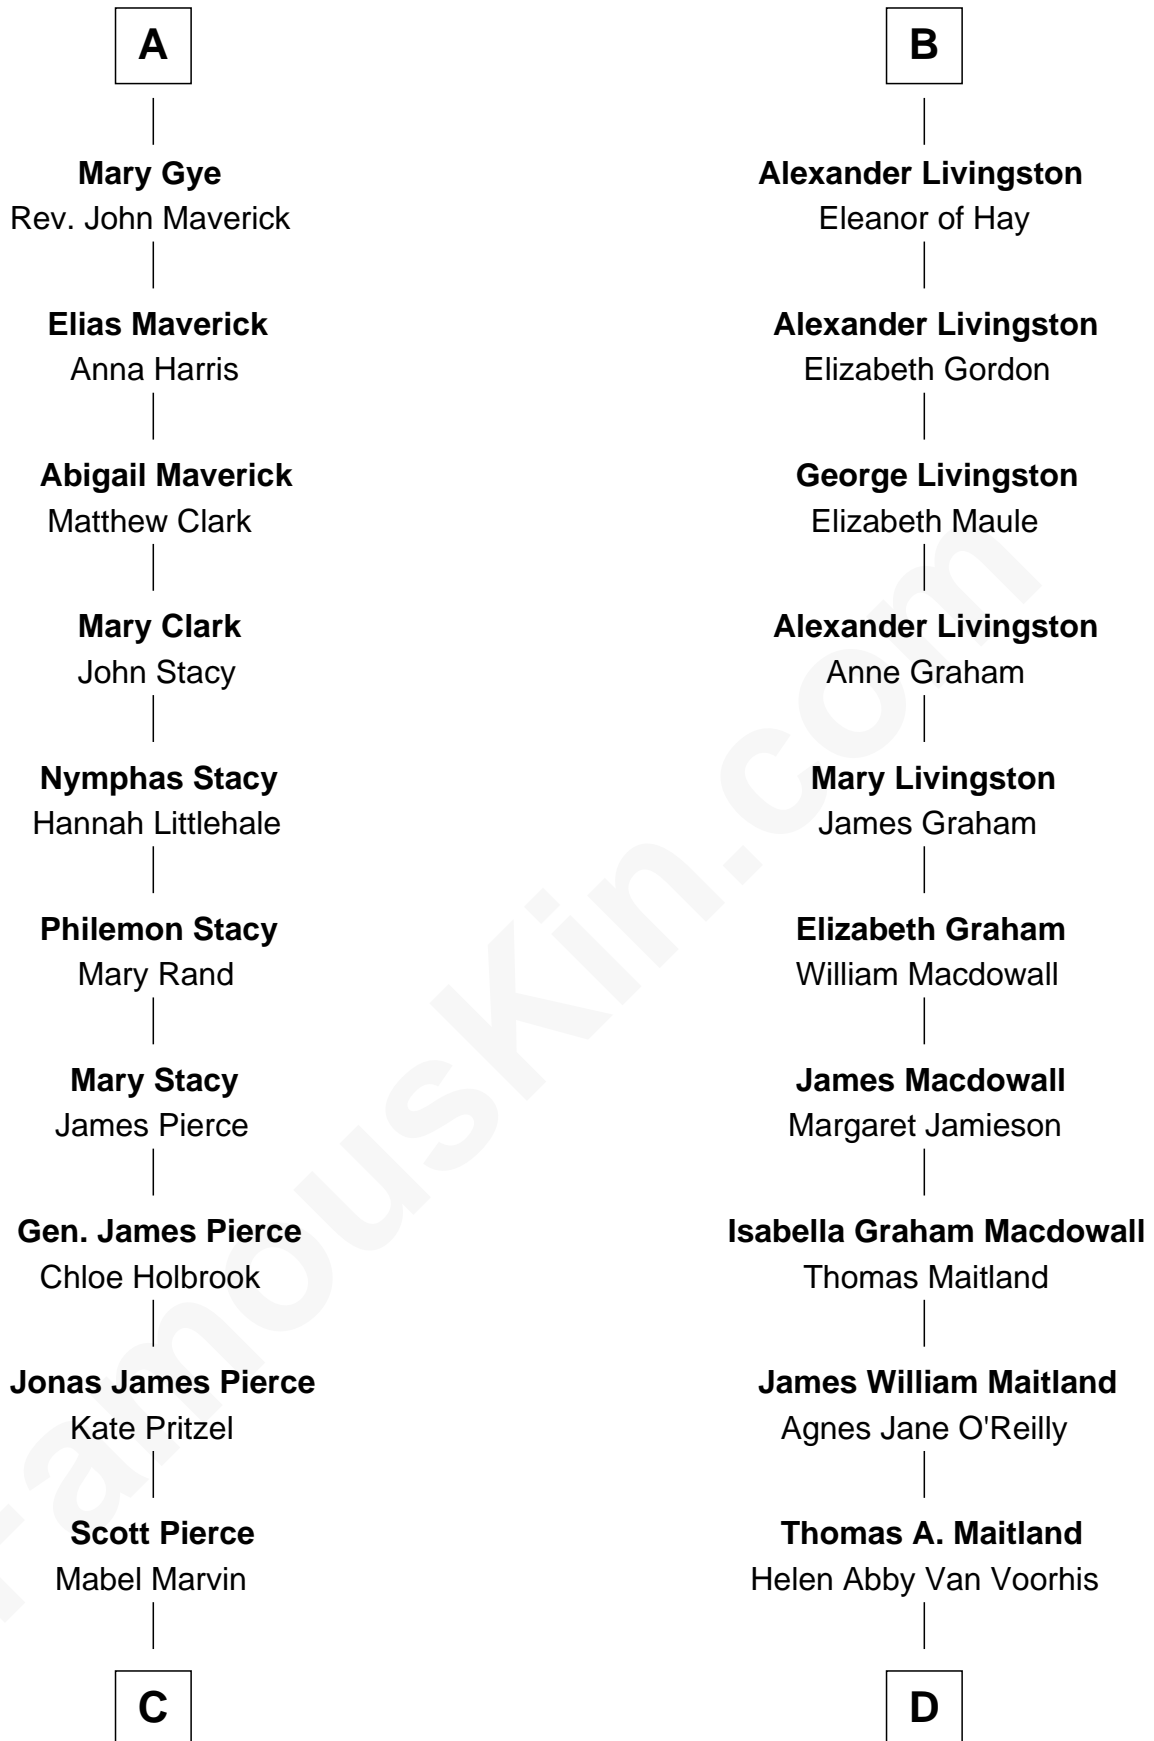 A
Mary Gye
Rev. John Maverick
Elias Maverick
Anna Harris
Abigail Maverick
Matthew Clark
Mary Clark
John Stacy
Nymphas Stacy
Hannah Littlehale
Philemon Stacy
Mary Rand
Mary Stacy
James Pierce
Gen. James Pierce
Chloe Holbrook
Jonas James Pierce
Kate Pritzel
Scott Pierce
Mabel Marvin
C
B
Alexander Livingston
Eleanor of Hay
Alexander Livingston
Elizabeth Gordon
George Livingston
Elizabeth Maule
Alexander Livingston
Anne Graham
Mary Livingston
James Graham
Elizabeth Graham
William Macdowall
James Macdowall
Margaret Jamieson
Isabella Graham Macdowall
Thomas Maitland
James William Maitland
Agnes Jane O'Reilly
Thomas A. Maitland
Helen Abby Van Voorhis
D
FamousKin.com